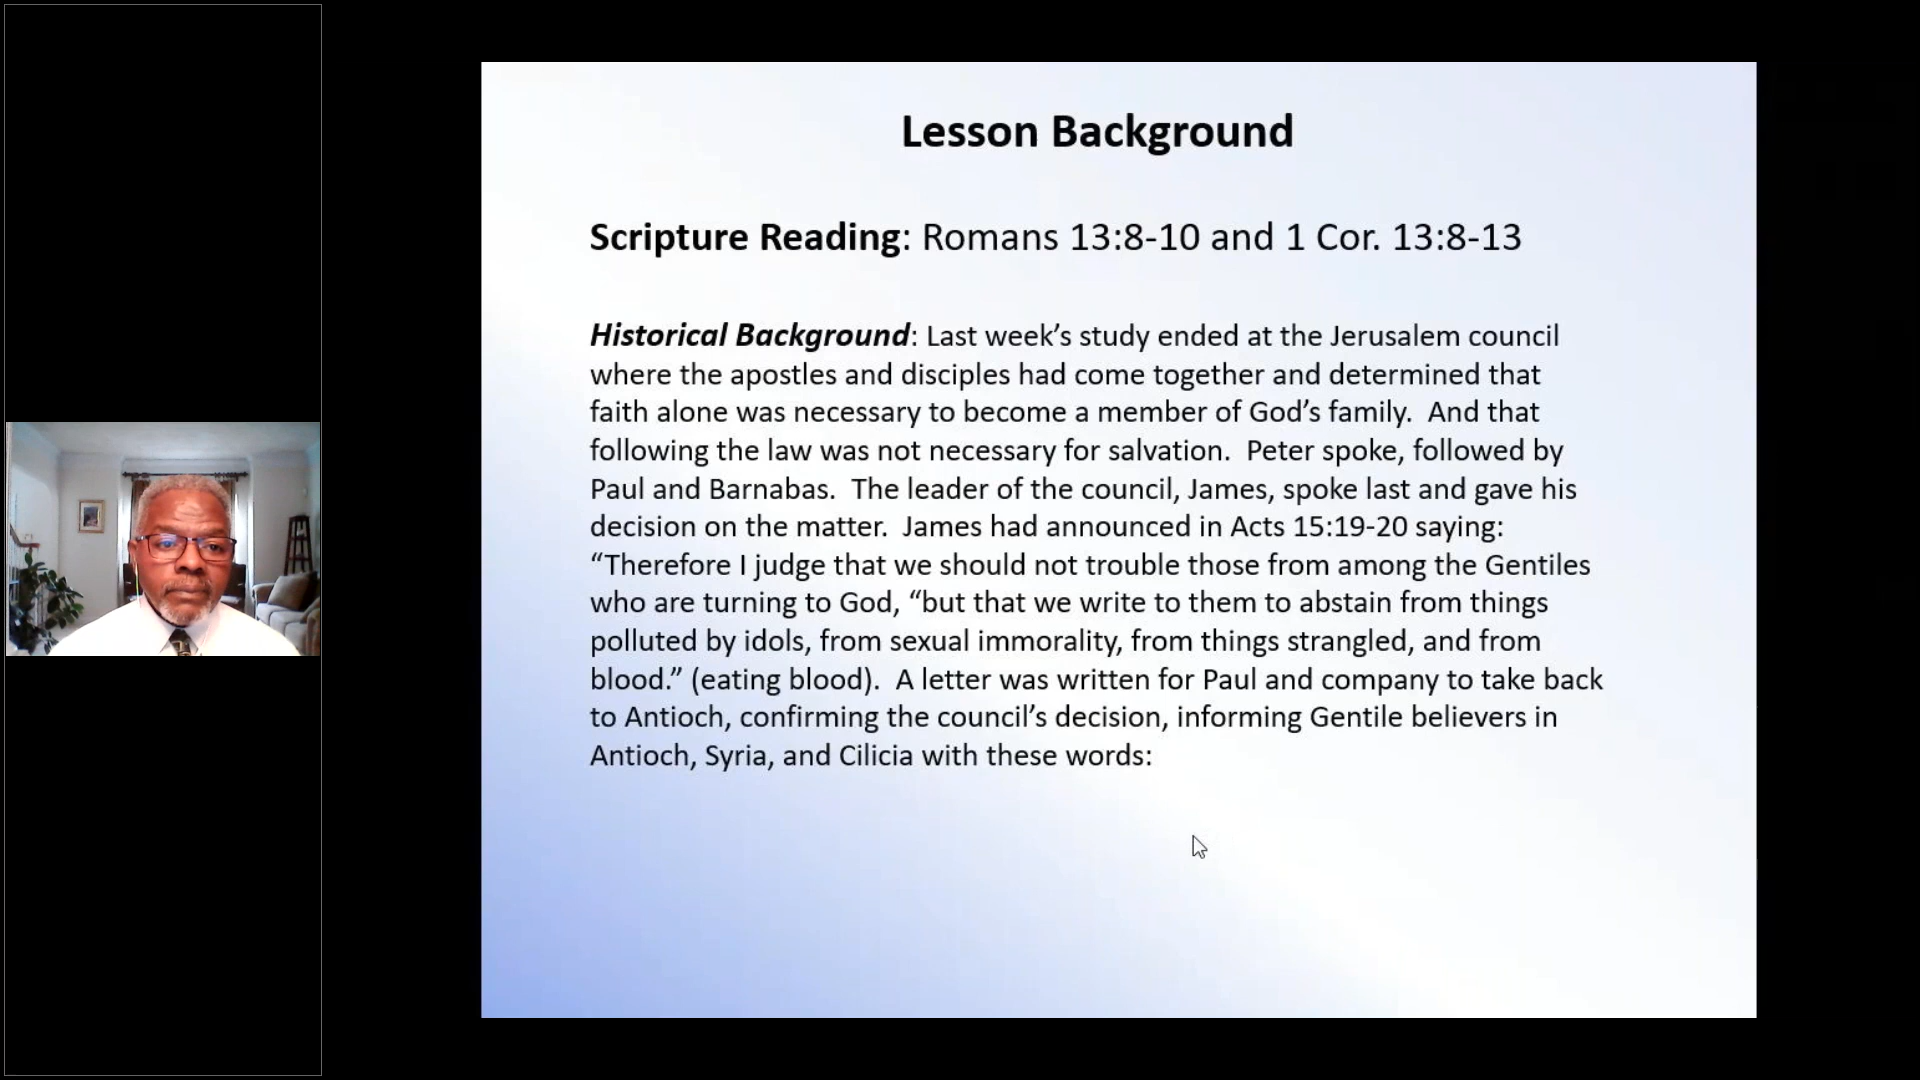 Lesson Background
Scripture Reading: Romans 13:8-10 and 1 Cor. 13:8-13
Historical Background: Last week’s study ended at the Jerusalem council
where the apostles and disciples had come together and determined that
faith alone was necessary to become a member of God’s family.  And that
following the law was not necessary for salvation.  Peter spoke, followed by
Paul and Barnabas.  The leader of the council, James, spoke last and gave his
decision on the matter.  James had announced in Acts 15:19-20 saying:
“Therefore I judge that we should not trouble those from among the Gentiles
who are turning to God, “but that we write to them to abstain from things
polluted by idols, from sexual immorality, from things strangled, and from
blood.” (eating blood).  A letter was written for Paul and company to take back
to Antioch, confirming the council’s decision, informing Gentile believers in
Antioch, Syria, and Cilicia with these words: